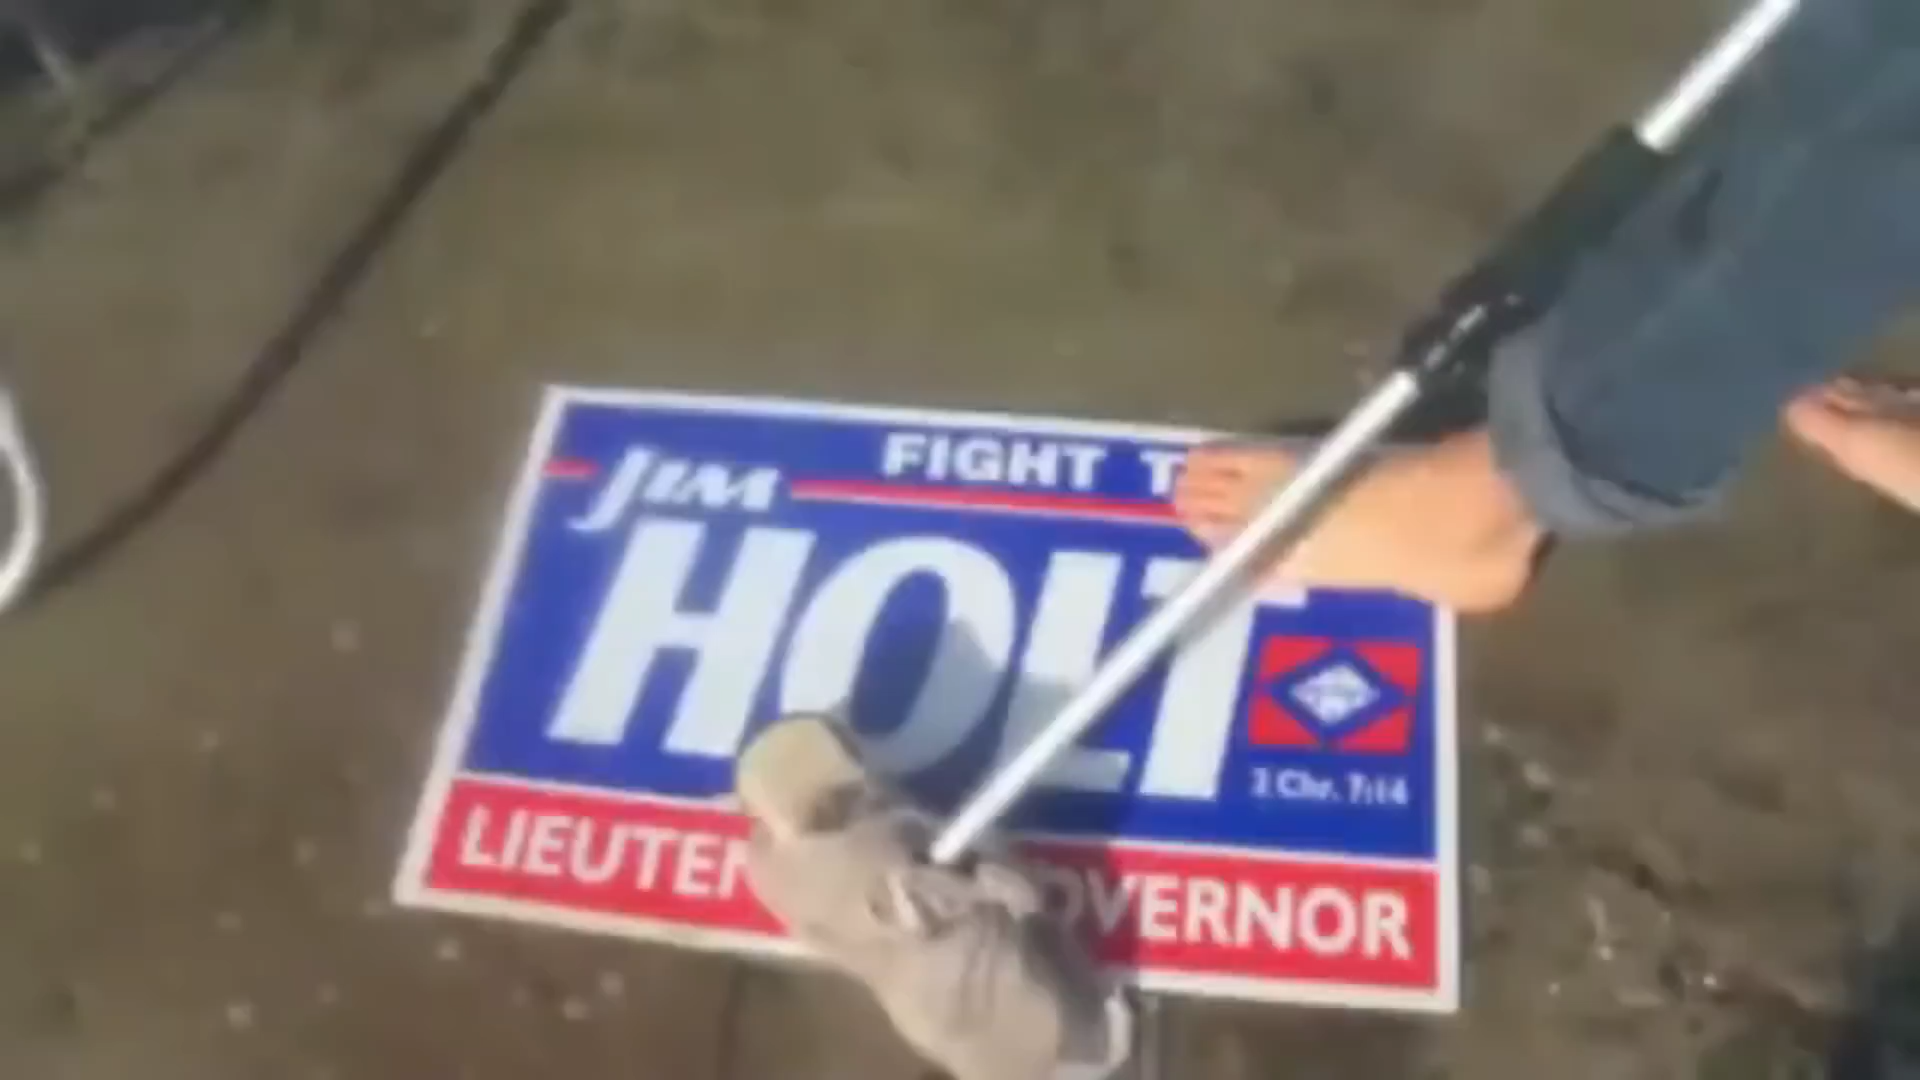 FIGHT T
JIM
HOLT
2 Chr. 7:14
LIEUTEN OVERNOR